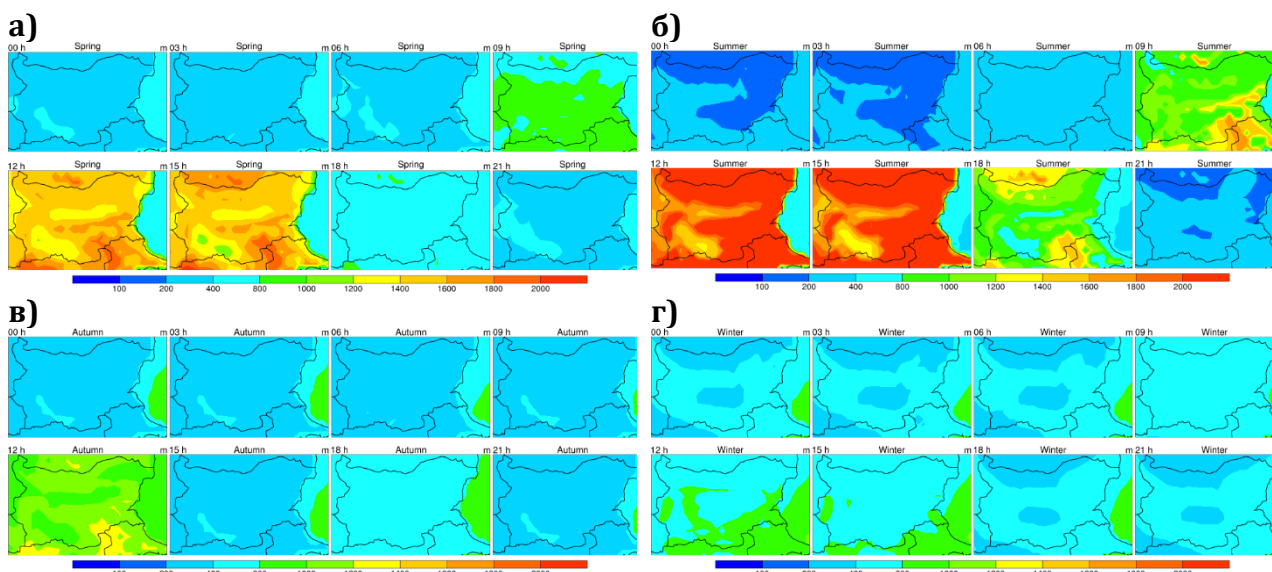 а)
00 h Spring m 03 h Spring m 06 h Spring m 09 h Spring
12 h Spring m 15 h Spring m 18 h Spring m 21 h Spring
100 200 400 800 1000 1200 1400 1600 1800 2000
б)
00 h Summer m 03 h Summer m 06 h Summer m 09 h Summer
12 h Summer m 15 h Summer m 18 h Summer m 21 h Summer
100 200 400 800 1000 1200 1400 1600 1800 2000
в)
00 h Autumn m 03 h Autumn m 06 h Autumn m 09 h Autumn
12 h Autumn m 15 h Autumn m 18 h Autumn m 21 h Autumn
г)
00 h Winter m 03 h Winter m 06 h Winter m 09 h Winter
12 h Winter m 15 h Winter m 18 h Winter m 21 h Winter